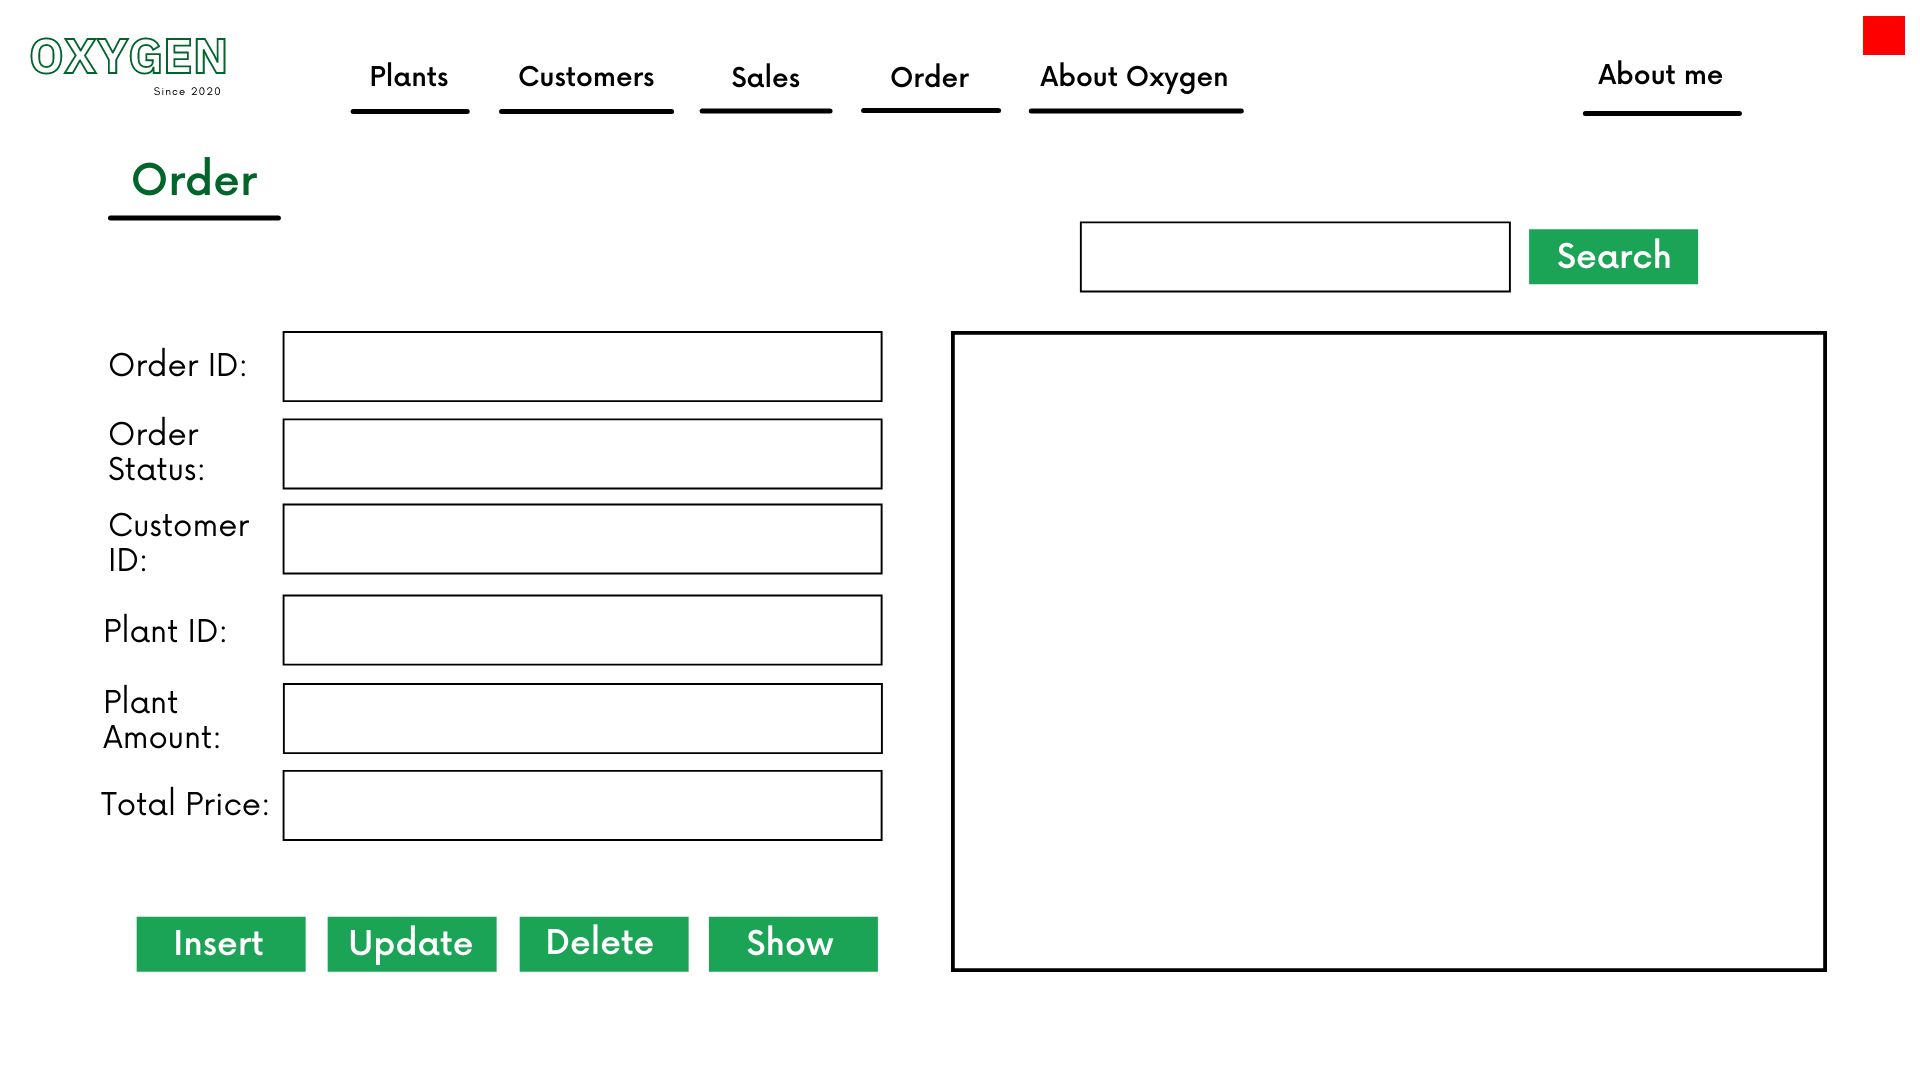 OXYGEN
Since 2020
Plants
Customers
Sales
Order
About Oxygen
About me
Order
Search
Order ID:
Order
Status:
Customer
ID:
Plant ID:
Plant
Amount:
Total Price:
Insert
Update
Delete
Show